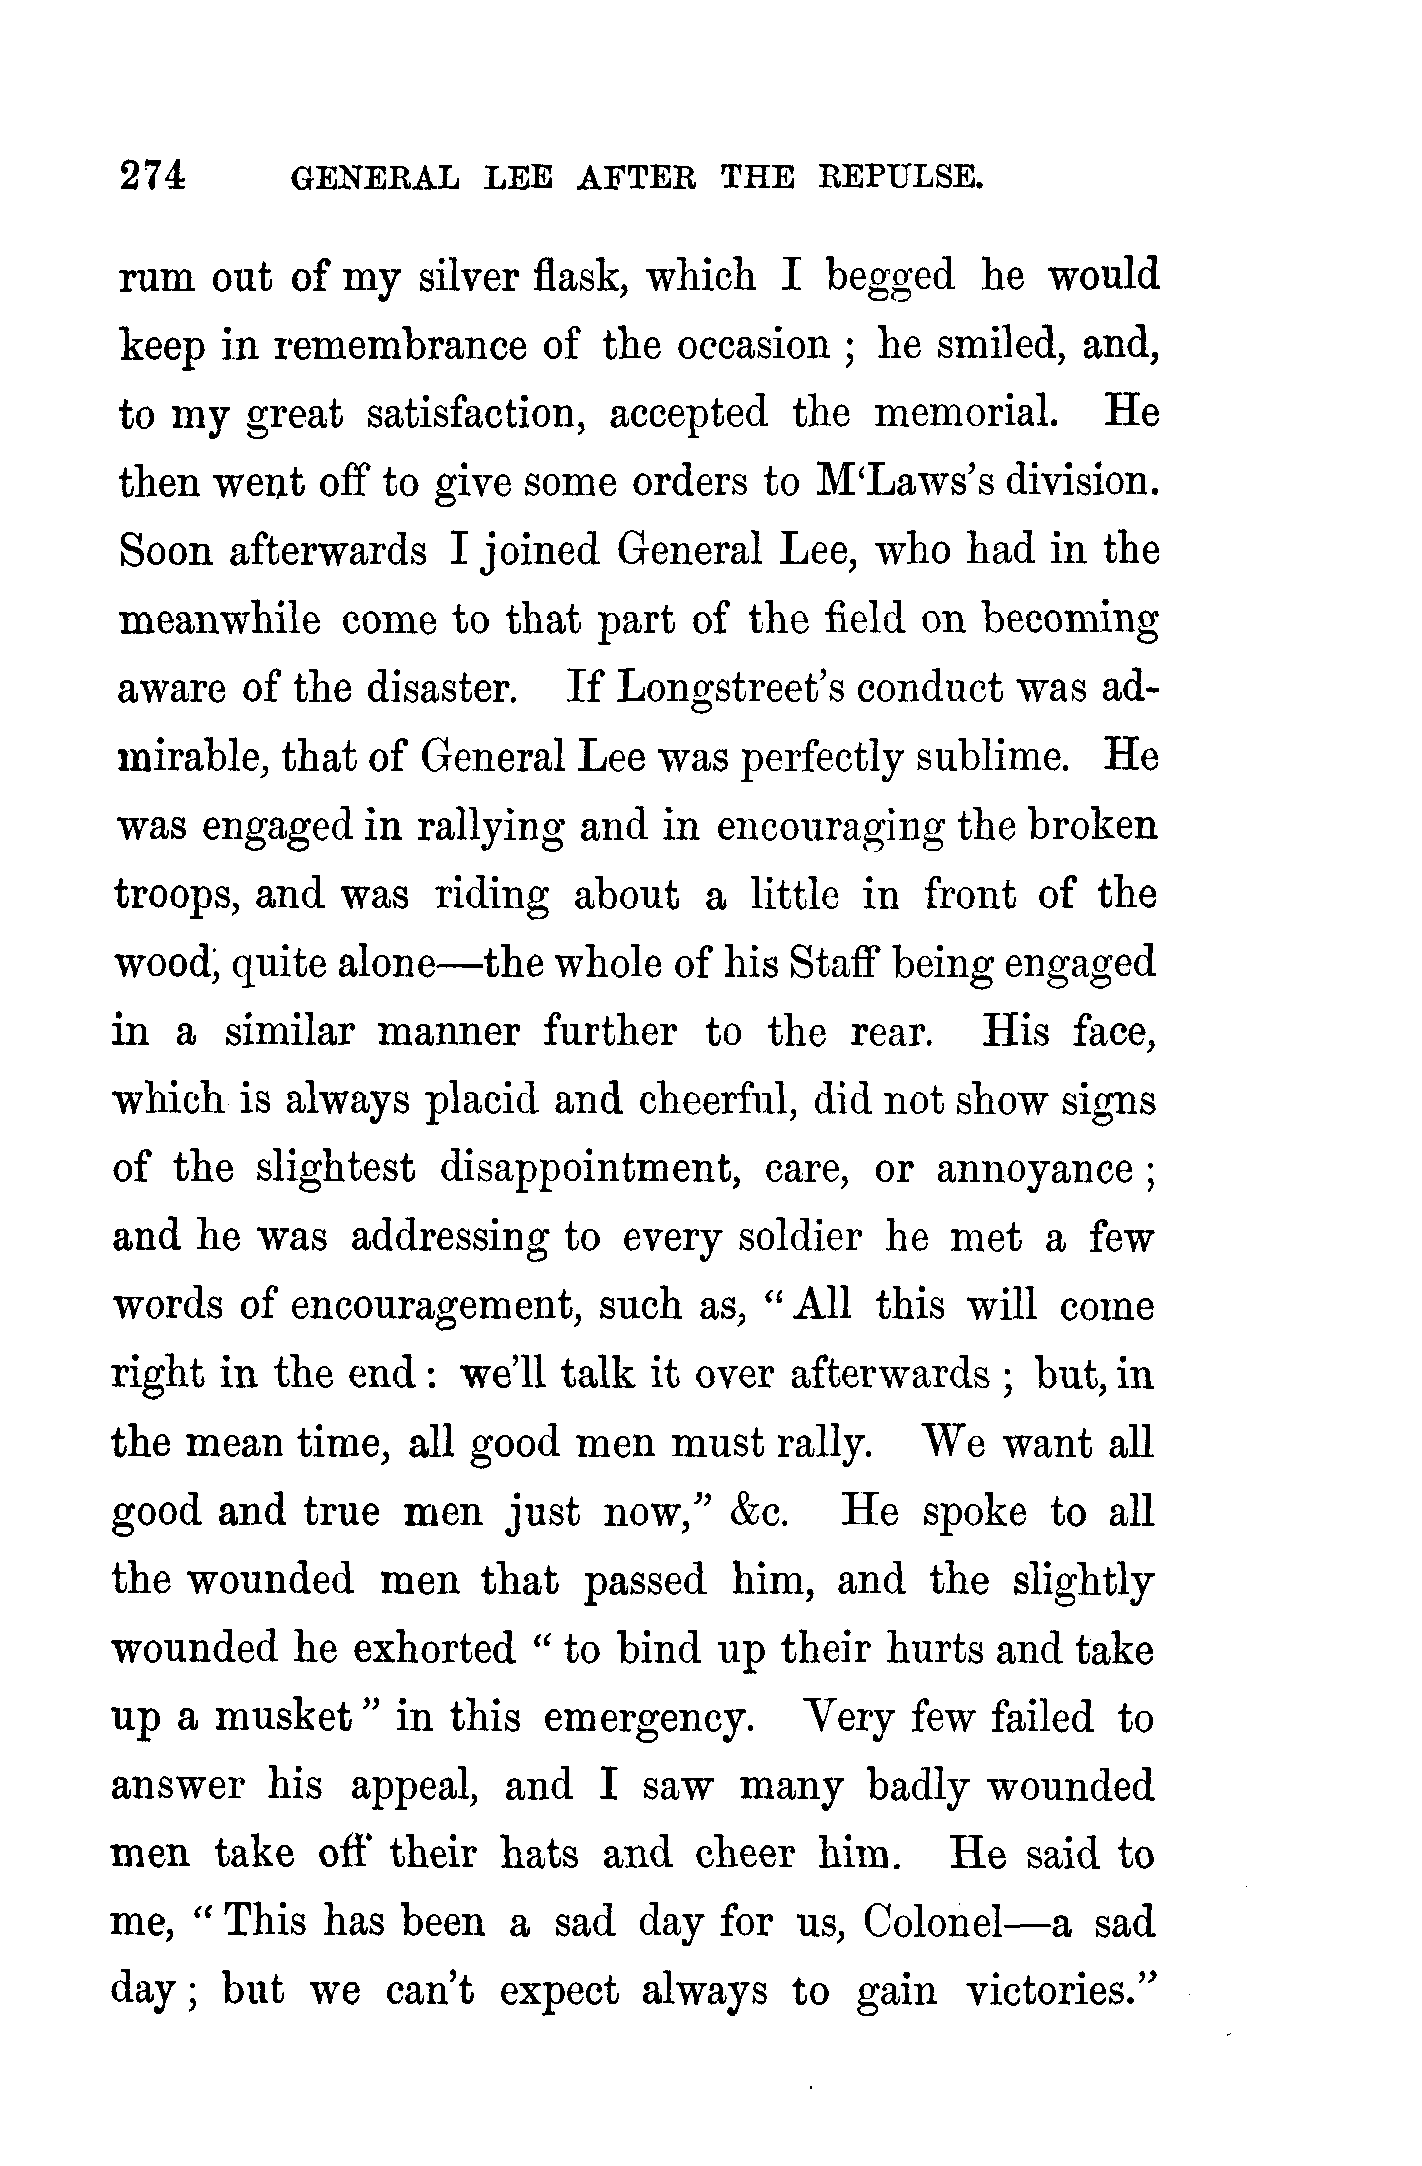 274 GENERAL LEE AFTER THE REPULSE.
rum out of my silver flask, which I begged he would
keep in remembrance of the occasion ; he smiled, and,
to my great satisfaction, accepted the memorial. He
then went off to give some orders to M‘Laws’s division.
Soon afterwards I joined General Lee, who had in the
meanwhile come to that part of the field on becoming
aware of the disaster. If Longstreet’s conduct was ad-
mirable, that of General Lee was perfectly sublime. He
was engaged in rallying and in encouraging the broken
troops, and was riding about a little in front of the
wood, quite alone—the whole of his Staff being engaged
in a similar manner further to the rear. His face,
which is always placid and cheerful, did not show signs
of the slightest disappointment, care, or annoyance ;
and he was addressing to every soldier he met a few
words of encouragement, such as, “ All this will come
right in the end : we’ll talk it over afterwards ; but, in
the mean time, all good men must rally. We want all
good and true men just now,” &c. He spoke to all
the wounded men that passed him, and the slightly
wounded he exhorted “ to bind up their hurts and take
up a musket ” in this emergency. Very few failed to
answer his appeal, and I saw many badly wounded
men take off their hats and cheer him. He said to
me, “ This has been a sad day for us, Colonel—a sad
day ; but we can’t expect always to gain victories.”